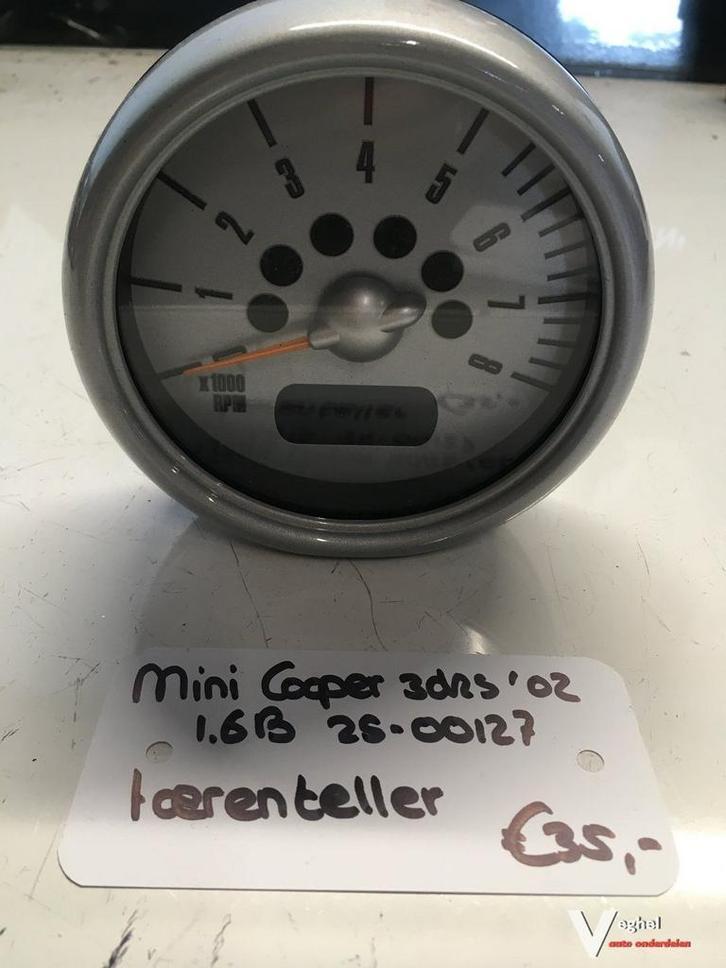 0
1
2
3
4
5
6
7
8
x1000
RPM
Mini Cooper 3drs '02
1.6B 25-00127
toerenteller
€35,-
Veghel
auto onderdelen